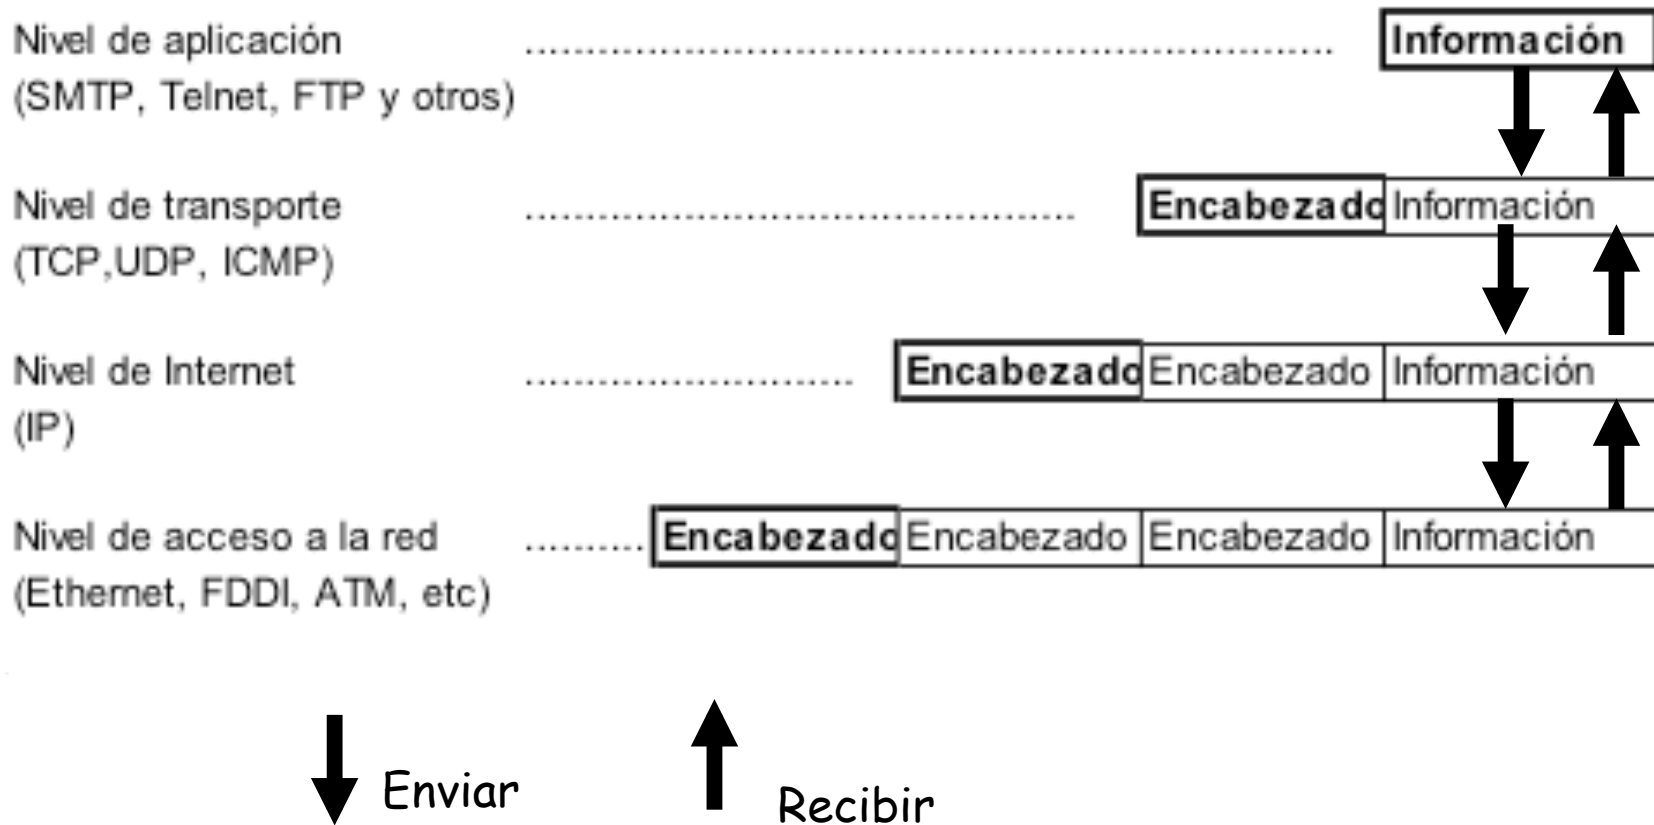 Nivel de aplicación .................................................................. Información
(SMTP, Telnet, FTP y otros)
Nivel de transporte ............................................. Encabezado Información
(TCP,UDP, ICMP)
Nivel de Internet ........................... Encabezado Encabezado Información
(IP)
Nivel de acceso a la red .......... Encabezado Encabezado Encabezado Información
(Ethernet, FDDI, ATM, etc)
Enviar Recibir